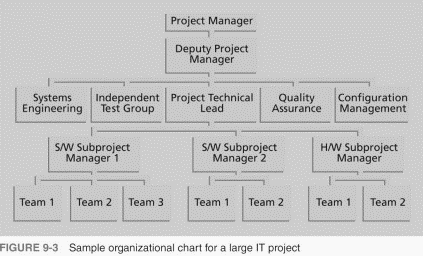 Project Manager
Deputy Project
Manager
Systems
Engineering
Independent
Test Group
Project Technical
Lead
Quality
Assurance
Configuration
Management
S/W Subproject
Manager 1
S/W Subproject
Manager 2
H/W Subproject
Manager
Team 1
Team 2
Team 3
Team 1
Team 2
Team 1
Team 2
FIGURE 9-3 Sample organizational chart for a large IT project